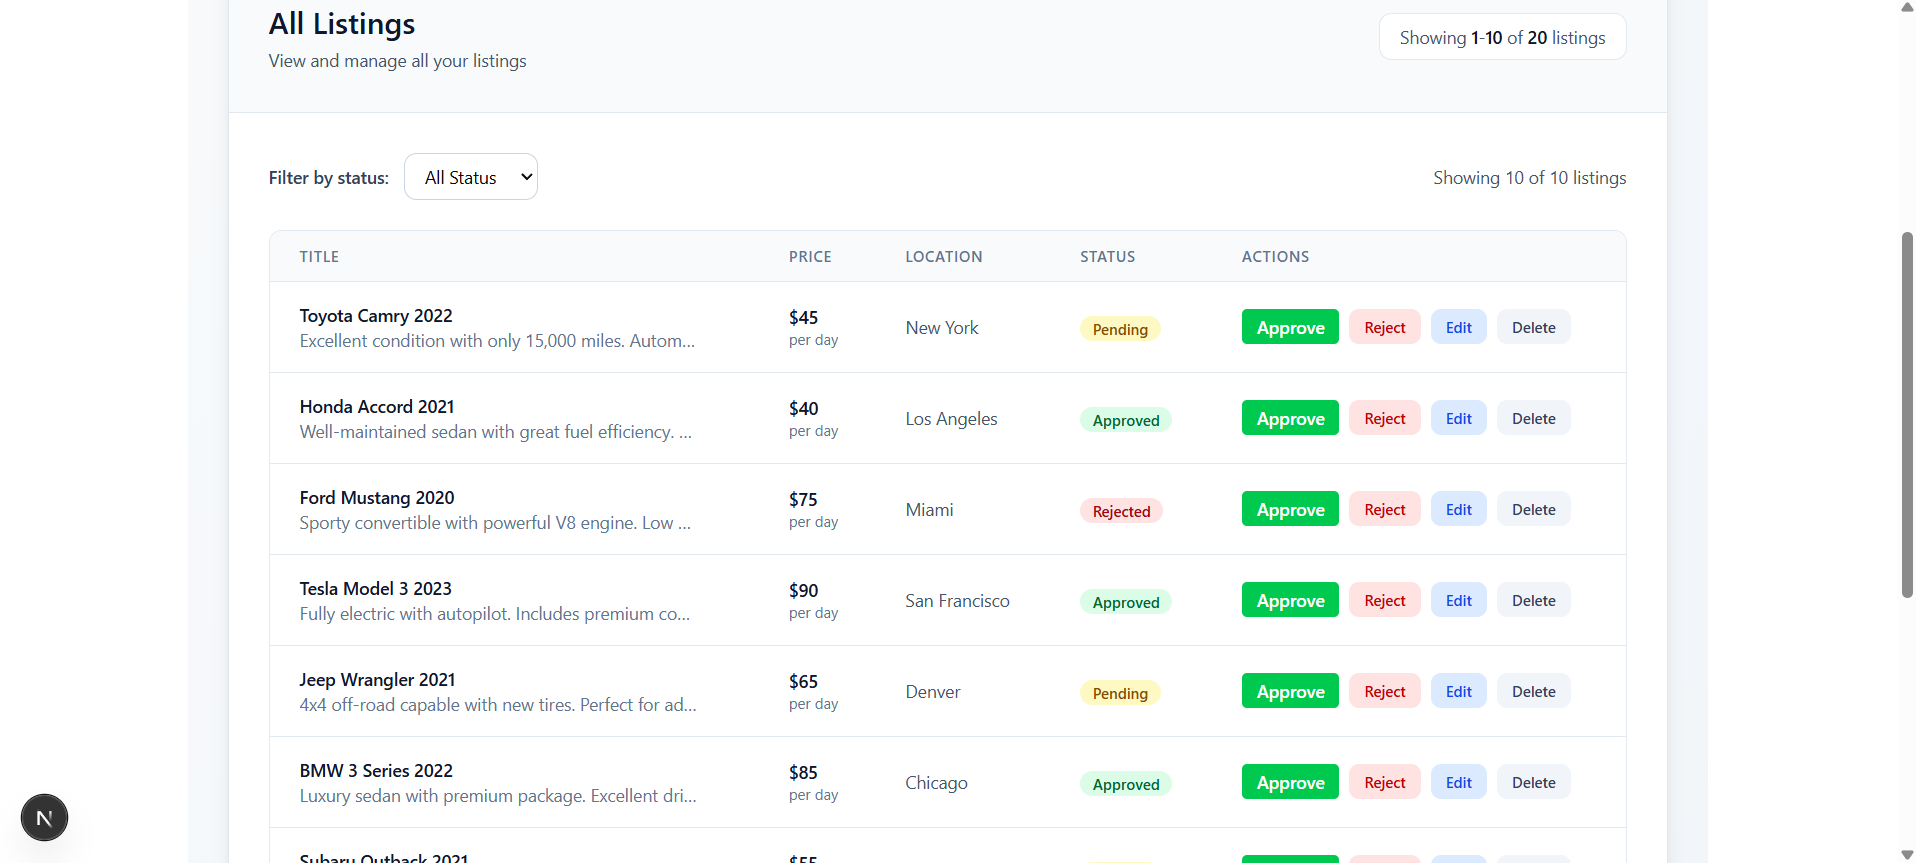 All Listings
View and manage all your listings
Showing 1-10 of 20 listings
Filter by status:
All Status
Showing 10 of 10 listings
TITLE PRICE LOCATION STATUS ACTIONS
Toyota Camry 2022
Excellent condition with only 15,000 miles. Autom...
$45
per day
New York
Pending
Approve Reject Edit Delete
Honda Accord 2021
Well-maintained sedan with great fuel efficiency. ...
$40
per day
Los Angeles
Approved
Approve Reject Edit Delete
Ford Mustang 2020
Sporty convertible with powerful V8 engine. Low ...
$75
per day
Miami
Rejected
Approve Reject Edit Delete
Tesla Model 3 2023
Fully electric with autopilot. Includes premium co...
$90
per day
San Francisco
Approved
Approve Reject Edit Delete
Jeep Wrangler 2021
4x4 off-road capable with new tires. Perfect for ad...
$65
per day
Denver
Pending
Approve Reject Edit Delete
BMW 3 Series 2022
Luxury sedan with premium package. Excellent dri...
$85
per day
Chicago
Approved
Approve Reject Edit Delete
Subaru Outback 2021
$55
N